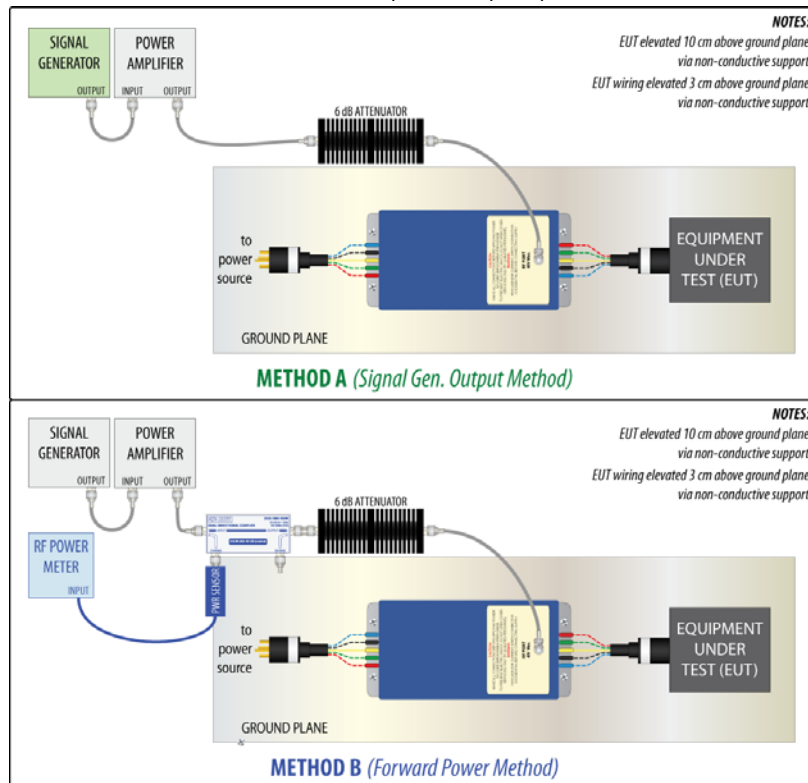 NOTES:
EUT elevated 10 cm above ground plane
via non-conductive support
EUT wiring elevated 3 cm above ground plane
via non-conductive support
SIGNAL
GENERATOR
OUTPUT
POWER
AMPLIFIER
INPUT
OUTPUT
6 dB ATTENUATOR
to
power
source
RF PORT
EQUIPMENT
UNDER
TEST (EUT)
GROUND PLANE
METHOD A (Signal Gen. Output Method)
NOTES:
EUT elevated 10 cm above ground plane
via non-conductive support
EUT wiring elevated 3 cm above ground plane
via non-conductive support
SIGNAL
GENERATOR
OUTPUT
POWER
AMPLIFIER
INPUT
OUTPUT
6 dB ATTENUATOR
RF POWER
METER
INPUT
PWR SENSOR
to
power
source
RF PORT
EQUIPMENT
UNDER
TEST (EUT)
GROUND PLANE
METHOD B (Forward Power Method)